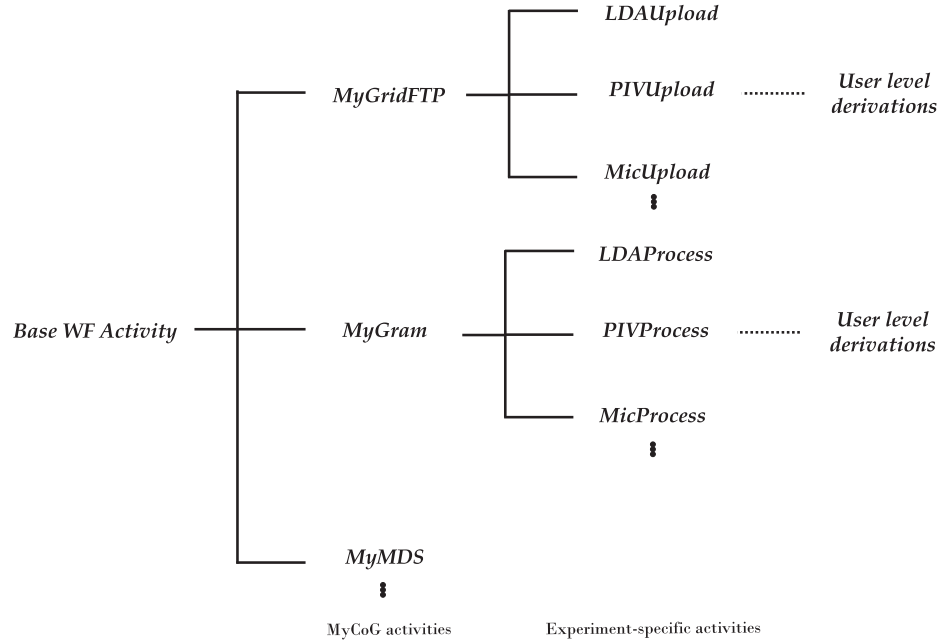 LDAUpload
MyGridFTP
PIVUpload
User level
derivations
MicUpload
LDAProcess
Base WF Activity
MyGram
PIVProcess
User level
derivations
MicProcess
MyMDS
MyCoG activities
Experiment-specific activities